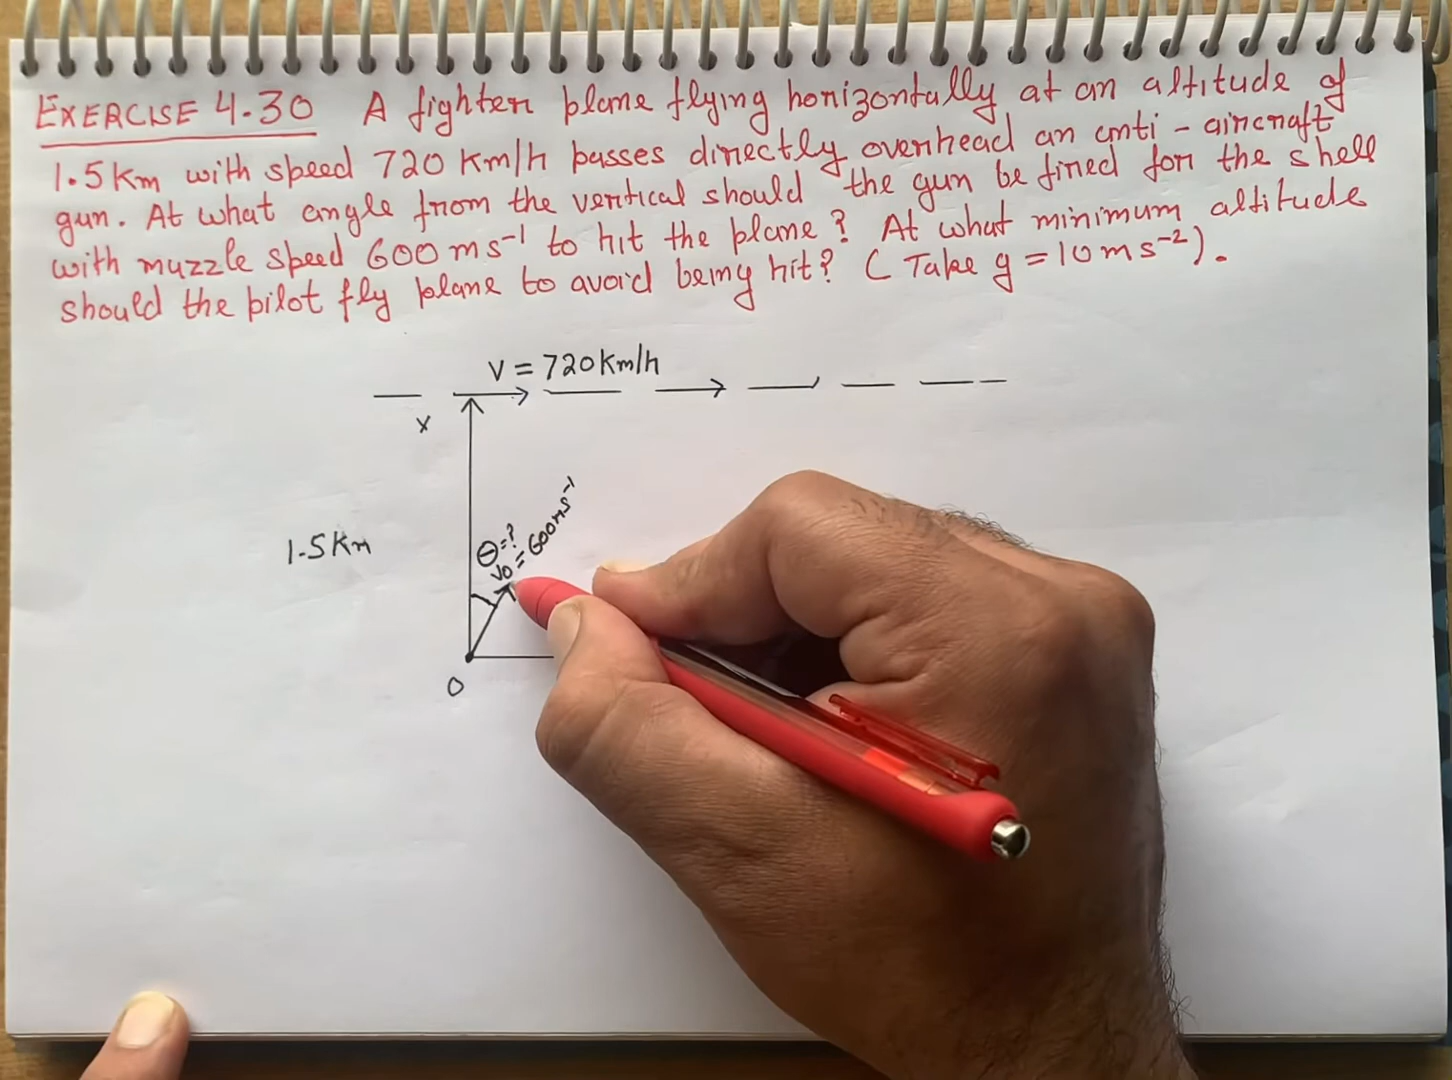 EXERCISE 4.30 A fighter plane flying horizontally at an altitude of
1.5 km with speed 720 Km/h passes directly overhead an anti-aircraft
gun. At what angle from the vertical should the gun be fired for the shell
with muzzle speed 600 ms⁻¹ to hit the plane? At what minimum altitude
should the pilot fly plane to avoid being hit? (Take g = 10 ms⁻²).
V = 720 Km/h
X
1.5 Km
θ = ?
V0 = 600 ms⁻¹
O